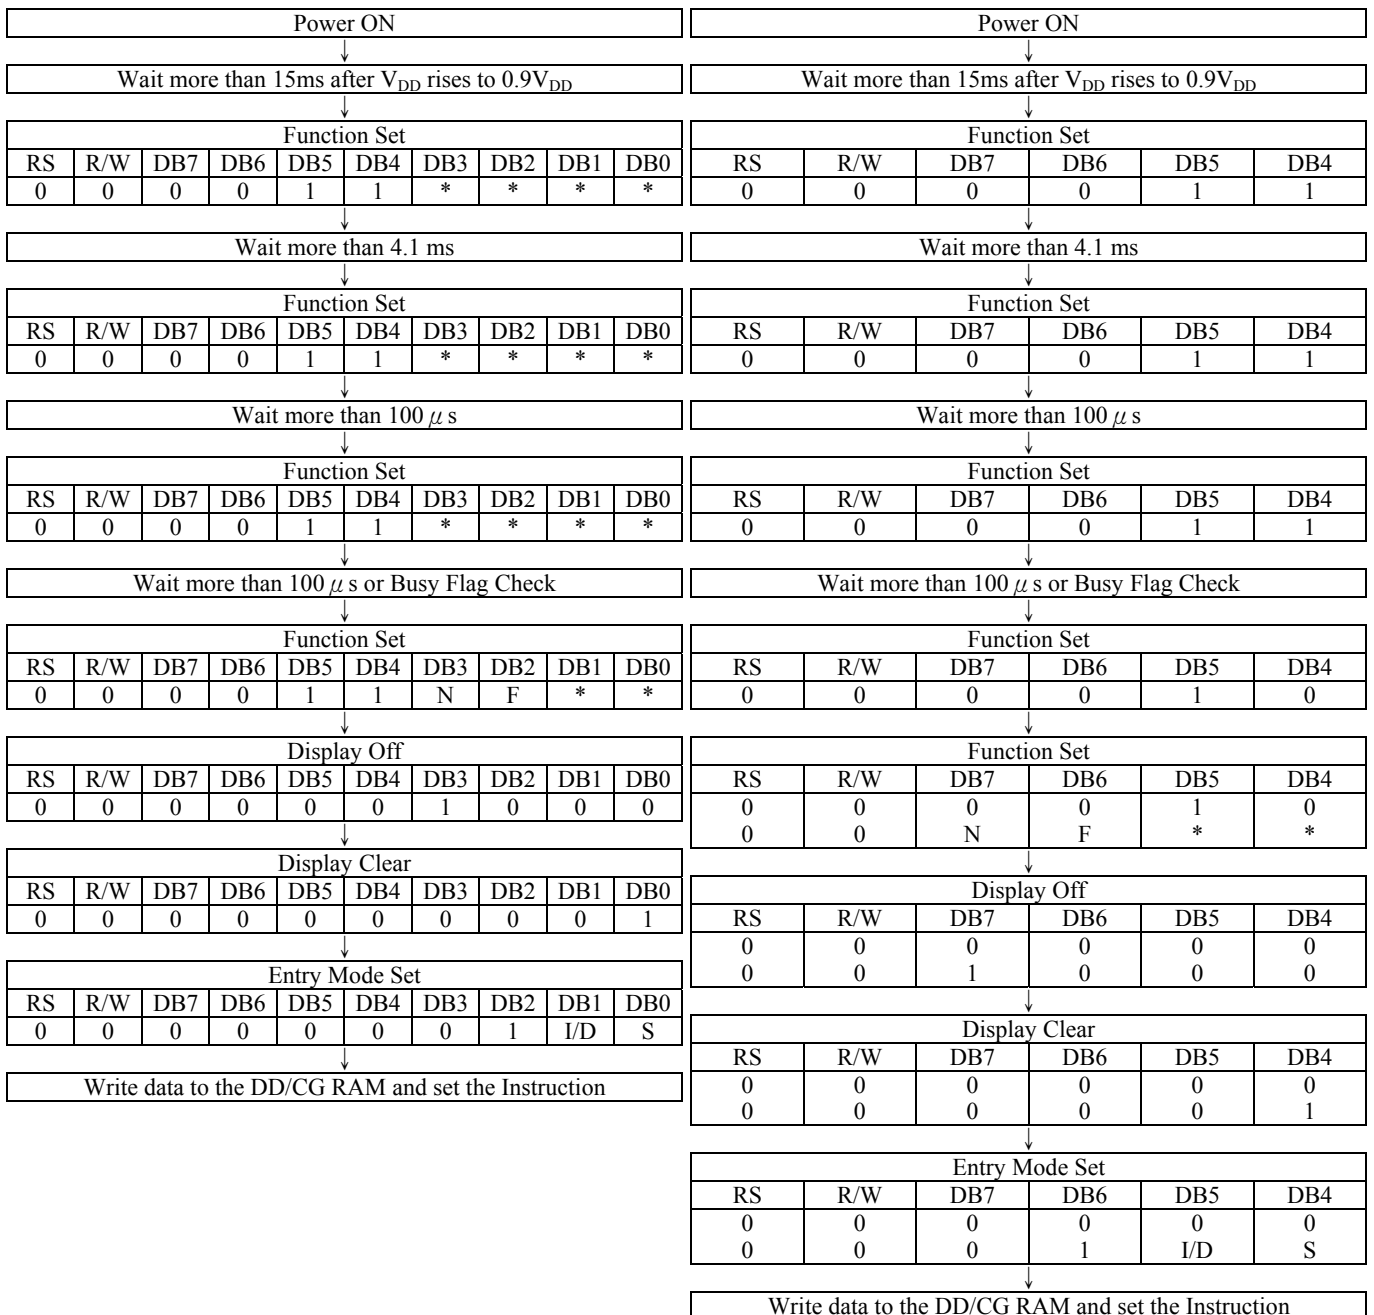 Power ON
↓
Wait more than 15ms after VDD rises to 0.9VDD
↓
Function Set
RS R/W DB7 DB6 DB5 DB4 DB3 DB2 DB1 DB0
0 0 0 0 1 1 * * * *
↓
Wait more than 4.1 ms
↓
Function Set
RS R/W DB7 DB6 DB5 DB4 DB3 DB2 DB1 DB0
0 0 0 0 1 1 * * * *
↓
Wait more than 100 μ s
↓
Function Set
RS R/W DB7 DB6 DB5 DB4 DB3 DB2 DB1 DB0
0 0 0 0 1 1 * * * *
↓
Wait more than 100 μ s or Busy Flag Check
↓
Function Set
RS R/W DB7 DB6 DB5 DB4 DB3 DB2 DB1 DB0
0 0 0 0 1 1 N F * *
↓
Display Off
RS R/W DB7 DB6 DB5 DB4 DB3 DB2 DB1 DB0
0 0 0 0 0 0 1 0 0 0
↓
Display Clear
RS R/W DB7 DB6 DB5 DB4 DB3 DB2 DB1 DB0
0 0 0 0 0 0 0 0 0 1
↓
Entry Mode Set
RS R/W DB7 DB6 DB5 DB4 DB3 DB2 DB1 DB0
0 0 0 0 0 0 0 1 I/D S
↓
Write data to the DD/CG RAM and set the Instruction
Power ON
↓
Wait more than 15ms after VDD rises to 0.9VDD
↓
Function Set
RS R/W DB7 DB6 DB5 DB4
0 0 0 0 1 1
↓
Wait more than 4.1 ms
↓
Function Set
RS R/W DB7 DB6 DB5 DB4
0 0 0 0 1 1
↓
Wait more than 100 μ s
↓
Function Set
RS R/W DB7 DB6 DB5 DB4
0 0 0 0 1 1
↓
Wait more than 100 μ s or Busy Flag Check
↓
Function Set
RS R/W DB7 DB6 DB5 DB4
0 0 0 0 1 0
↓
Function Set
RS R/W DB7 DB6 DB5 DB4
0 0 0 0 1 0
0 0 N F * *
↓
Display Off
RS R/W DB7 DB6 DB5 DB4
0 0 0 0 0 0
0 0 1 0 0 0
↓
Display Clear
RS R/W DB7 DB6 DB5 DB4
0 0 0 0 0 0
0 0 0 0 0 1
↓
Entry Mode Set
RS R/W DB7 DB6 DB5 DB4
0 0 0 0 0 0
0 0 0 1 I/D S
↓
Write data to the DD/CG RAM and set the Instruction